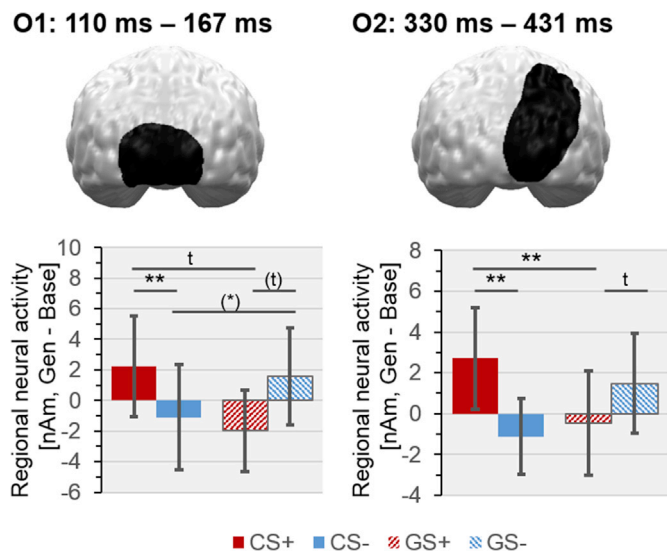 O1: 110 ms – 167 ms
O2: 330 ms – 431 ms
Regional neural activity
[nAm, Gen - Base]
10
8
6
4
2
0
-2
-4
-6
t
**
(t)
(*)
Regional neural activity
[nAm, Gen - Base]
8
6
4
2
0
-2
-4
**
**
t
CS+ CS- GS+ GS-